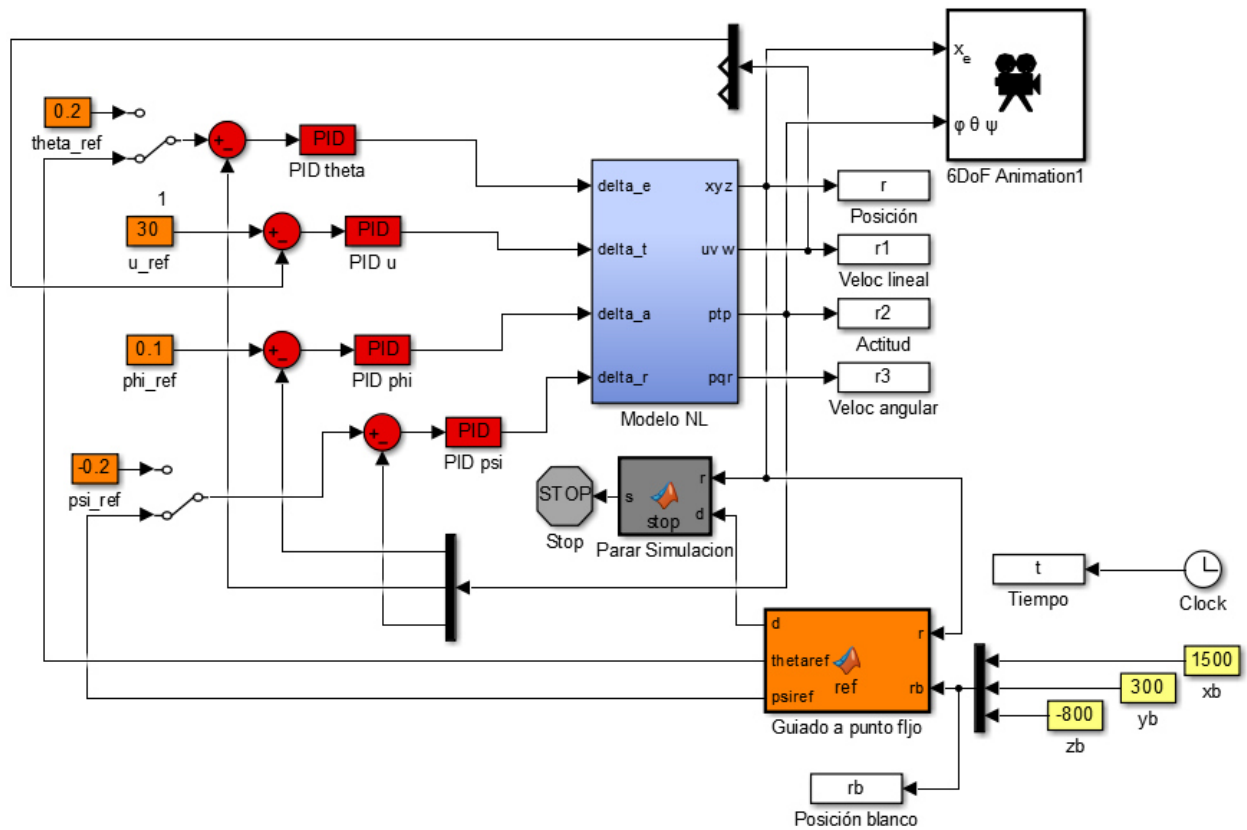 x_e
φ θ ψ
6DoF Animation1
0.2
theta_ref
+
-
PID
PID theta
1
30
u_ref
+
-
PID
PID u
0.1
phi_ref
+
-
PID
PID phi
-0.2
psi_ref
+
-
PID
PID psi
delta_e
delta_t
delta_a
delta_r
xyz
uvw
ptp
pqr
Modelo NL
r
Posición
r1
Veloc lineal
r2
Actitud
r3
Veloc angular
STOP
Stop
s
r
d
stop
Parar Simulacion
t
Tiempo
Clock
d
thetaref
psiref
r
rb
ref
Guiado a punto fIjo
1500
xb
300
yb
-800
zb
rb
Posición blanco